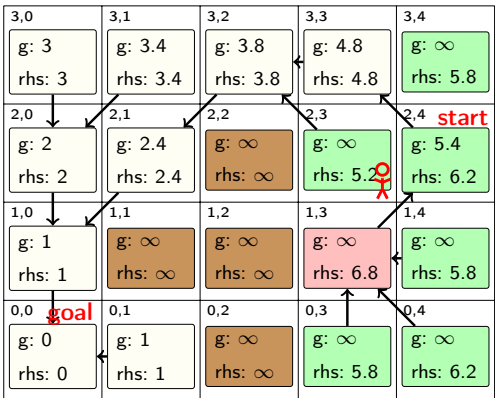 3,0 3,1 3,2 3,3 3,4
g: 3 g: 3.4 g: 3.8 g: 4.8 g: ∞
rhs: 3 rhs: 3.4 rhs: 3.8 rhs: 4.8 rhs: 5.8
2,0 2,1 2,2 2,3 2,4 start
g: 2 g: 2.4 g: ∞ g: ∞ g: 5.4
rhs: 2 rhs: 2.4 rhs: ∞ rhs: 5.2 rhs: 6.2
1,0 1,1 1,2 1,3 1,4
g: 1 g: ∞ g: ∞ g: ∞ g: ∞
rhs: 1 rhs: ∞ rhs: ∞ rhs: 6.8 rhs: 5.8
0,0 goal 0,1 0,2 0,3 0,4
g: 0 g: 1 g: ∞ g: ∞ g: ∞
rhs: 0 rhs: 1 rhs: ∞ rhs: 5.8 rhs: 6.2